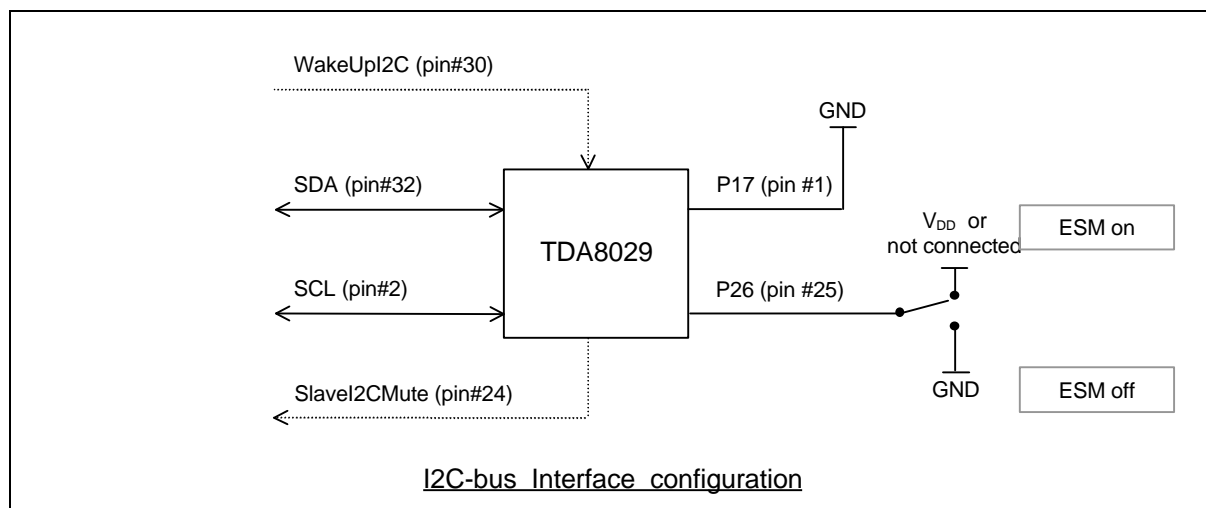 WakeUpI2C (pin#30)
GND
SDA (pin#32)
P17 (pin #1)
VDD or
not connected
ESM on
TDA8029
SCL (pin#2)
P26 (pin #25)
GND
ESM off
SlaveI2CMute (pin#24)
I2C-bus Interface configuration